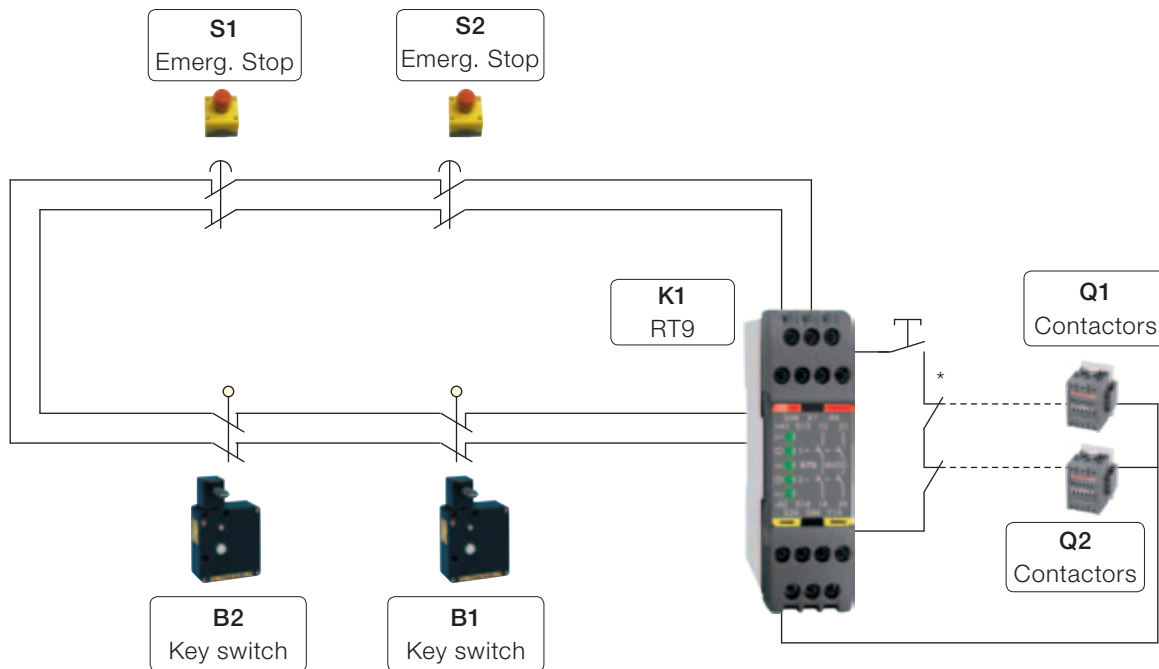 S1
Emerg. Stop
S2
Emerg. Stop
K1
RT9
Q1
Contactors
*
Q2
Contactors
B2
Key switch
B1
Key switch